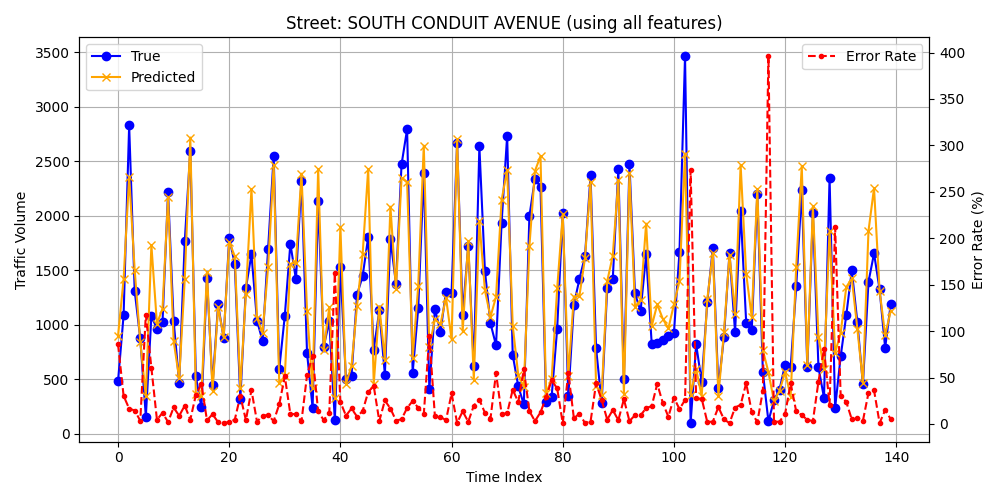 Street: SOUTH CONDUIT AVENUE (using all features)
True
Predicted
Error Rate
3500
3000
2500
2000
1500
1000
500
0
Traffic Volume
400
350
300
250
200
150
100
50
0
Error Rate (%)
0 20 40 60 80 100 120 140
Time Index